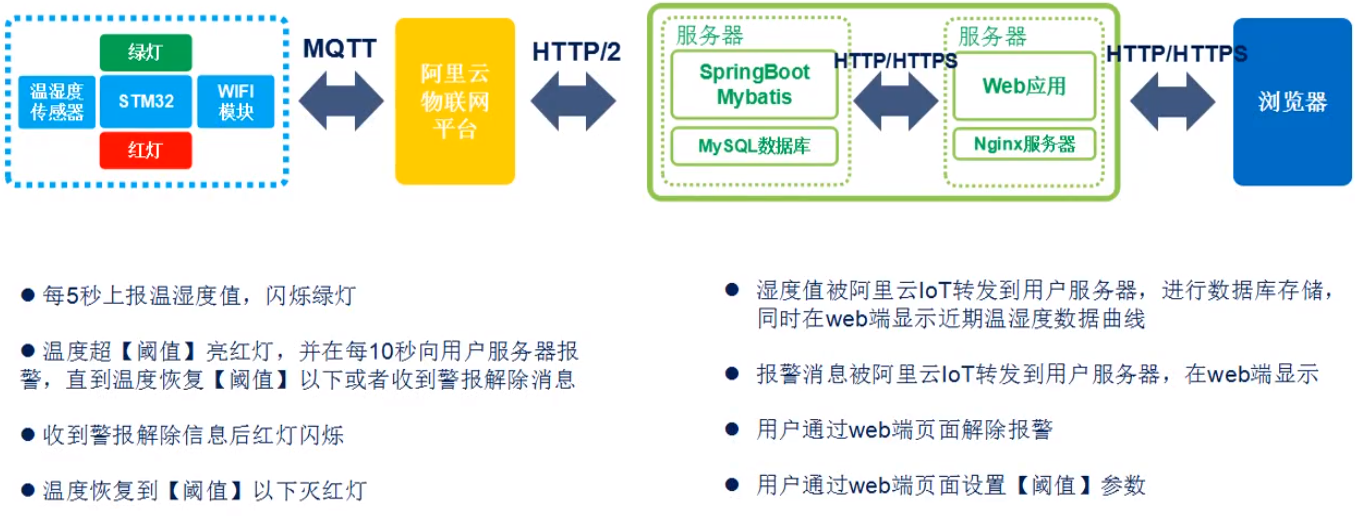 绿灯
温湿度
传感器
STM32
WIFI
模块
红灯
MQTT
阿里云
物联网
平台
HTTP/2
服务器
SpringBoot
Mybatis
MySQL数据库
HTTP/HTTPS
服务器
Web应用
Nginx服务器
HTTP/HTTPS
浏览器
● 每5秒上报温湿度值，闪烁绿灯
● 温度超【阈值】亮红灯，并在每10秒向用户服务器报
警，直到温度恢复【阈值】以下或者收到警报解除消息
● 收到警报解除信息后红灯闪烁
● 温度恢复到【阈值】以下灭红灯
● 湿度值被阿里云IoT转发到用户服务器，进行数据库存储，
同时在web端显示近期温湿度数据曲线
● 报警消息被阿里云IoT转发到用户服务器，在web端显示
● 用户通过web端页面解除报警
● 用户通过web端页面设置【阈值】参数